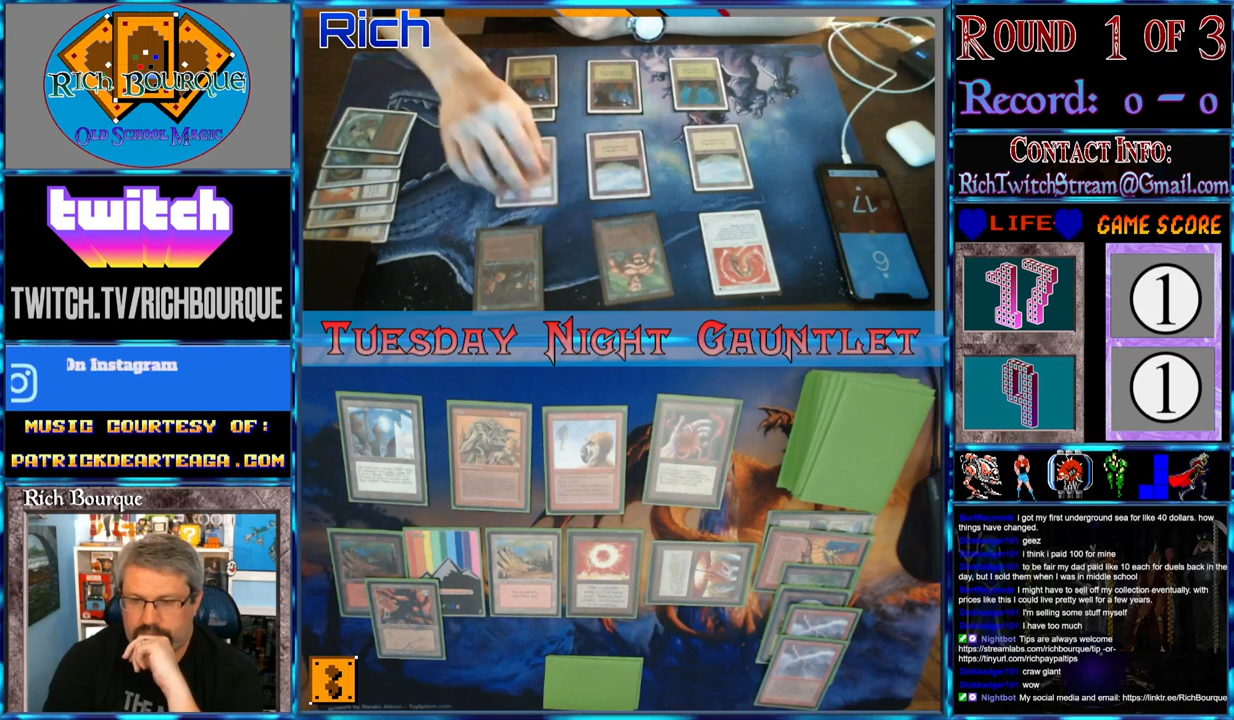 Rich Bourque
Old School Magic
twitch
TWITCH.TV/RICHBOURQUE
On Instagram
MUSIC COURTESY OF:
PATRICKDEARTEAGA.COM
Rich Bourque
Rich
17
9
Tuesday Night Gauntlet
Round 1 of 3
Record: 0 - 0
Contact Info:
RichTwitchStream@Gmail.com
LIFE
GAME SCORE
17
1
9
1
i got my first underground sea for like 40 dollars. how
things have changed.
geez
i think i paid 100 for mine
to be fair my dad paid like 10 each for duels back in the
day, but I sold them when I was in middle school
I might have to sell off my collection eventually. with
prices like this I could live pretty well for a few years.
I'm selling some stuff myself
I have too much
Nightbot Tips are always welcome
https://streamlabs.com/richbourque/tip -or-
https://tinyurl.com/richpaypaltips
craw giant
wow
Nightbot My social media and email: https://linktr.ee/RichBourque